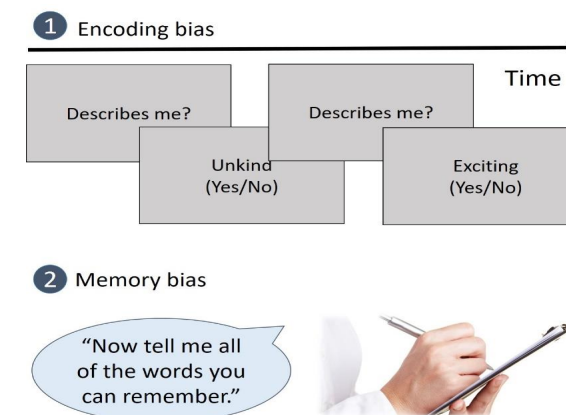 1 Encoding bias
Time
Describes me?
Unkind
(Yes/No)
Describes me?
Exciting
(Yes/No)
2 Memory bias
“Now tell me all
of the words you
can remember.”